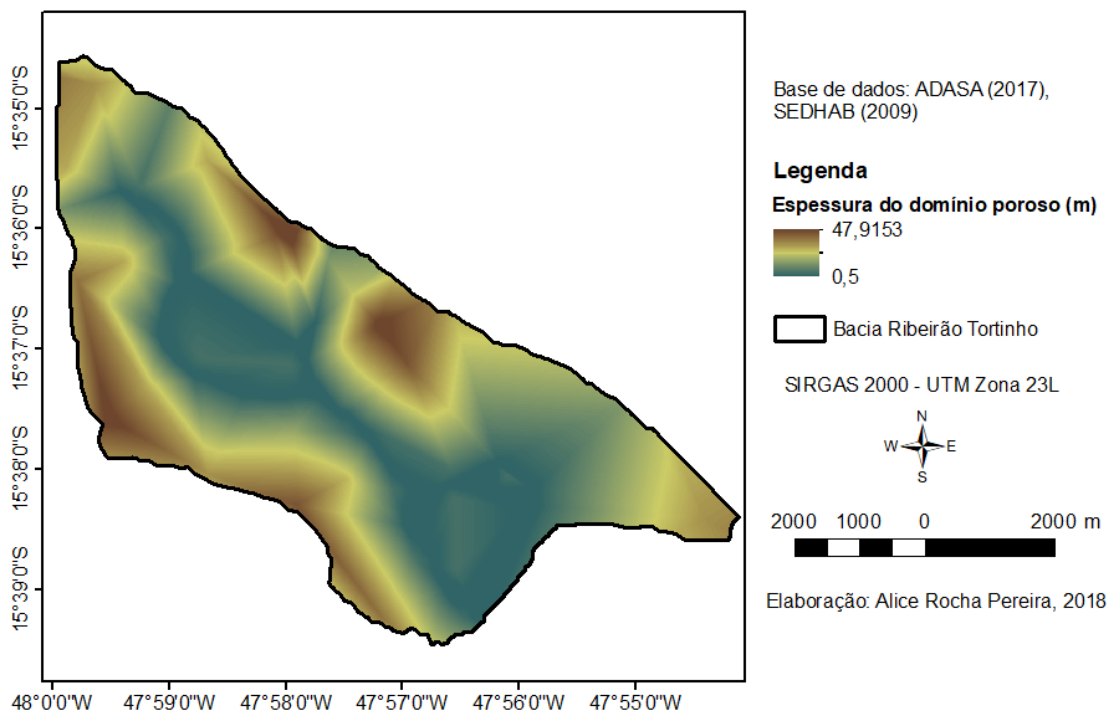 15°35'0"S
15°36'0"S
15°37'0"S
15°38'0"S
15°39'0"S
48°0'0"W
47°59'0"W
47°58'0"W
47°57'0"W
47°56'0"W
47°55'0"W
Base de dados: ADASA (2017),
SEDHAB (2009)
Legenda
Espessura do domínio poroso (m)
47,9153
0,5
Bacia Ribeirão Tortinho
SIRGAS 2000 - UTM Zona 23L
N
W E
S
2000 1000 0 2000 m
Elaboração: Alice Rocha Pereira, 2018